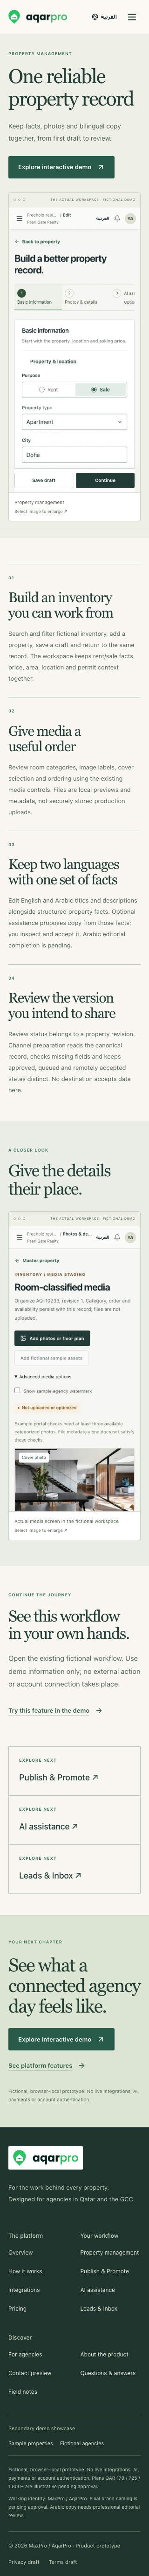 aqarpro
العربية
PROPERTY MANAGEMENT
One reliable
property record
Keep facts, photos and bilingual copy
together, from first draft to review.
Explore interactive demo ↗
THE ACTUAL WORKSPACE · FICTIONAL DEMO
Freehold resi... / Edit
Pearl Gate Realty
العربية
YA
← Back to property
Build a better property
record.
1
2
3
Basic information
Photos & details
Basic information
Start with the property, location and asking price.
Property & location
Purpose
Rent
Sale
Property type
Apartment
City
Doha
Save draft
Continue
Property management
Select image to enlarge ↗
01
Build an inventory
you can work from
Search and filter fictional inventory, add a
property, save a draft and return to the same
record. The workspace keeps rent/sale facts,
price, area, location and permit context
together.
02
Give media a
useful order
Review room categories, image labels, cover
selection and ordering using the existing
media controls. Files are local previews and
metadata, not securely stored production
uploads.
03
Keep two languages
with one set of facts
Edit English and Arabic titles and descriptions
alongside structured property facts. Optional
assistance proposes copy from those facts;
you inspect and accept it. Arabic editorial
completion is pending.
04
Review the version
you intend to share
Review status belongs to a property revision.
Channel preparation reads the canonical
record, checks missing fields and keeps
approved, queued and remotely accepted
states distinct. No destination accepts data
here.
A CLOSER LOOK
Give the details
their place.
THE ACTUAL WORKSPACE · FICTIONAL DEMO
Freehold resi... / Photos & de...
Pearl Gate Realty
العربية
YA
← Master property
INVENTORY / MEDIA STAGING
Room-classified media
Organize AQ-10233, revision 1. Category, order and
availability persist with this record; files are not
uploaded.
Add photos or floor plan
Add fictional sample assets
▼ Advanced media options
Show sample agency watermark
Not uploaded or optimized
Example portal checks need at least three available
categorized photos. File metadata alone does not satisfy
those checks.
Cover photo
Actual media screen in the fictional workspace
Select image to enlarge ↗
CONTINUE THE JOURNEY
See this workflow
in your own hands.
Open the existing fictional workflow. Use
demo information only; no external action
or account connection takes place.
Try this feature in the demo →
EXPLORE NEXT
Publish & Promote ↗
EXPLORE NEXT
AI assistance ↗
EXPLORE NEXT
Leads & Inbox ↗
YOUR NEXT CHAPTER
See what a
connected agency
day feels like.
Explore interactive demo ↗
See platform features →
Fictional, browser-local prototype. No live integrations, AI,
payments or account authentication.
aqarpro
For the work behind every property.
Designed for agencies in Qatar and the GCC.
The platform
Your workflow
Overview
Property management
How it works
Publish & Promote
Integrations
AI assistance
Pricing
Leads & Inbox
Discover
For agencies
About the product
Contact preview
Questions & answers
Field notes
Secondary demo showcase
Sample properties
Fictional agencies
Fictional, browser-local prototype. No live integrations, AI,
payments or account authentication. Plans QAR 179 / 725 /
1,800+ are illustrative pending approval.
Working identity: MaxPro / AqarPro. Final brand naming is
pending approval. Arabic copy needs professional editorial
review.
© 2026 MaxPro / AqarPro · Product prototype
Privacy draft
Terms draft